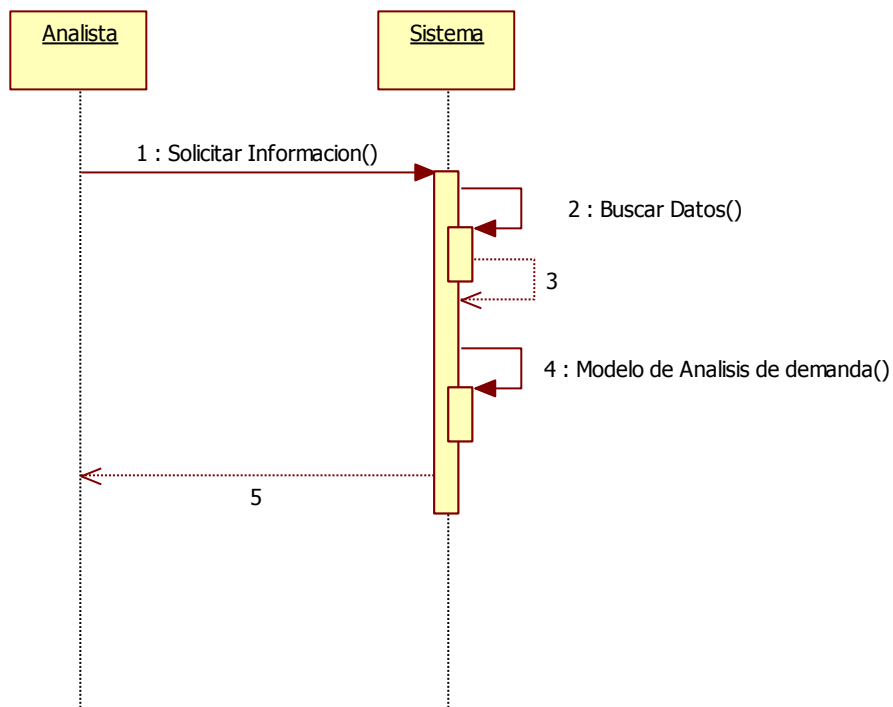 Analista
Sistema
1 : Solicitar Informacion()
2 : Buscar Datos()
3
4 : Modelo de Analisis de demanda()
5